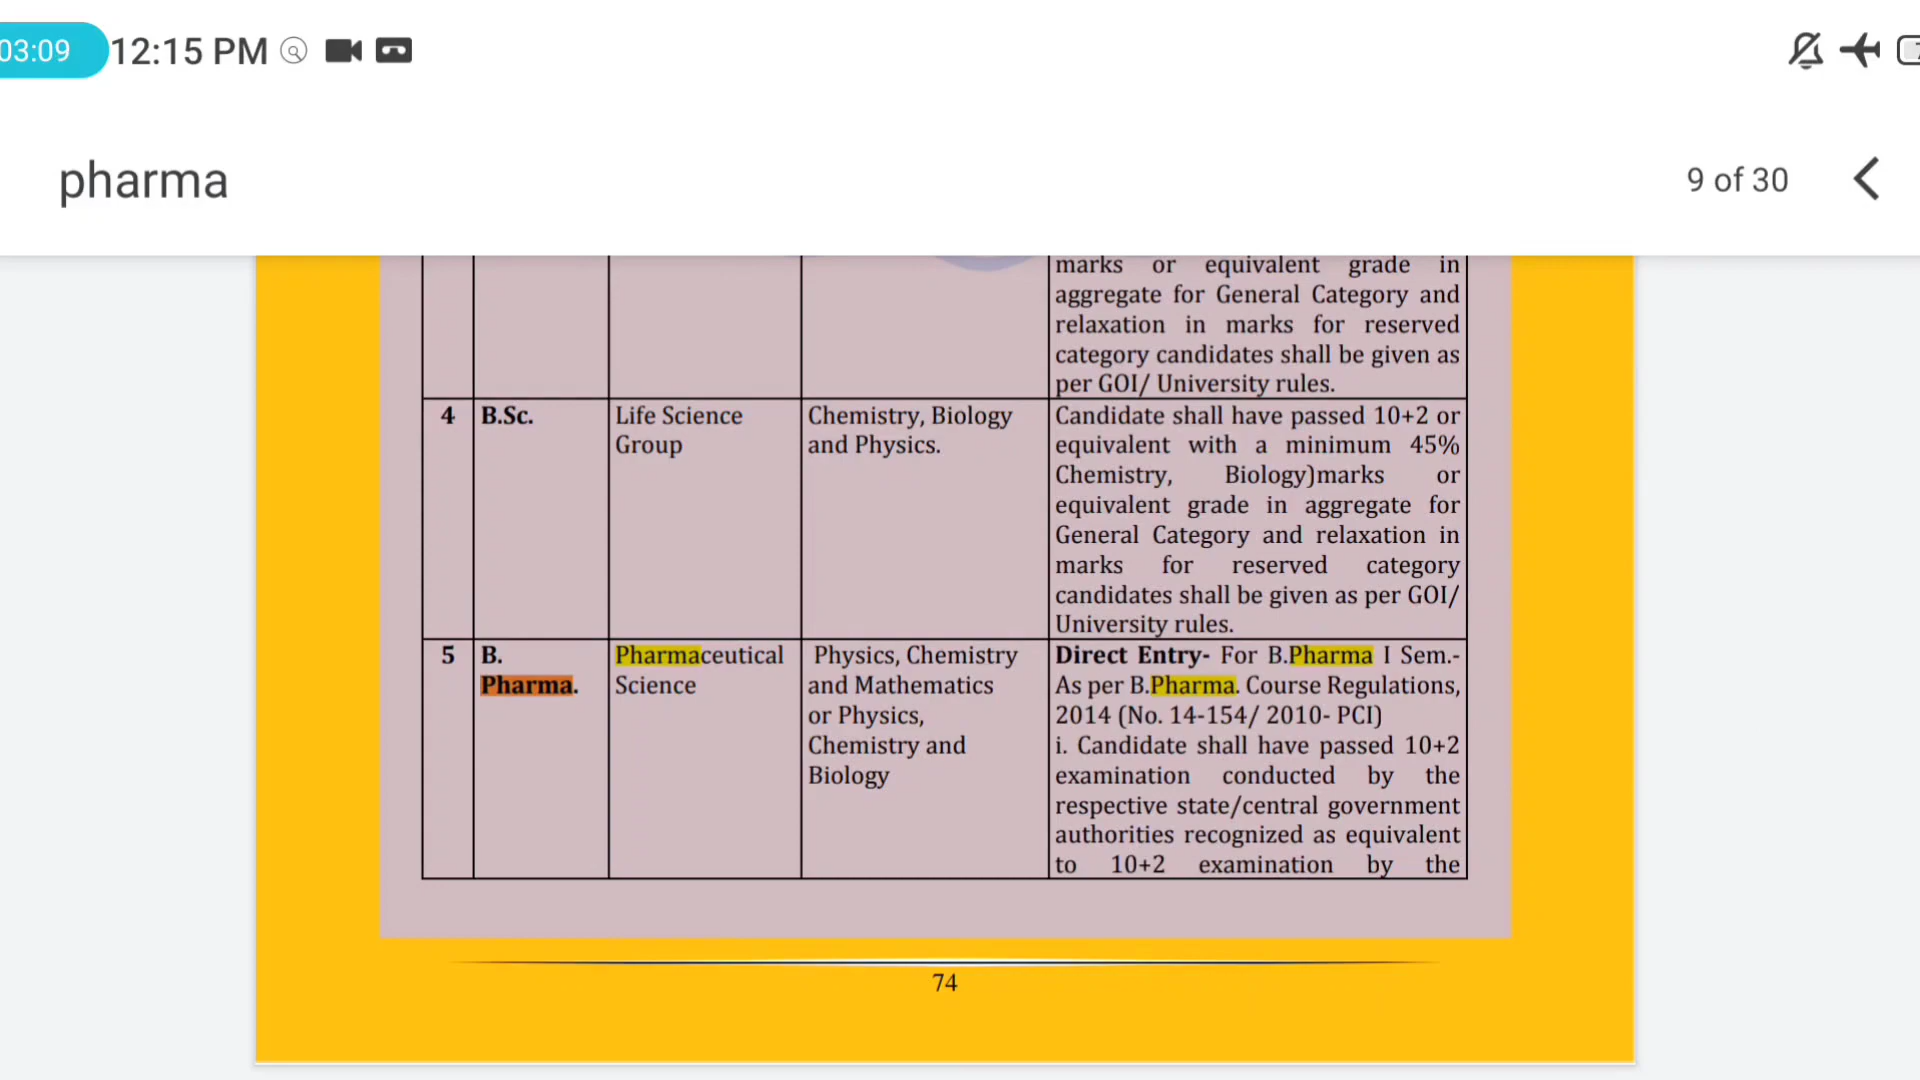 03:09 12:15 PM
pharma
9 of 30
marks or equivalent grade in
aggregate for General Category and
relaxation in marks for reserved
category candidates shall be given as
per GOI/ University rules.
4 B.Sc. Life Science Chemistry, Biology Candidate shall have passed 10+2 or
Group and Physics. equivalent with a minimum 45%
Chemistry, Biology)marks or
equivalent grade in aggregate for
General Category and relaxation in
marks for reserved category
candidates shall be given as per GOI/
University rules.
5 B. Pharmaceutical Physics, Chemistry Direct Entry- For B.Pharma I Sem.-
Pharma. Science and Mathematics As per B.Pharma. Course Regulations,
or Physics, 2014 (No. 14-154/ 2010- PCI)
Chemistry and i. Candidate shall have passed 10+2
Biology examination conducted by the
respective state/central government
authorities recognized as equivalent
to 10+2 examination by the
74